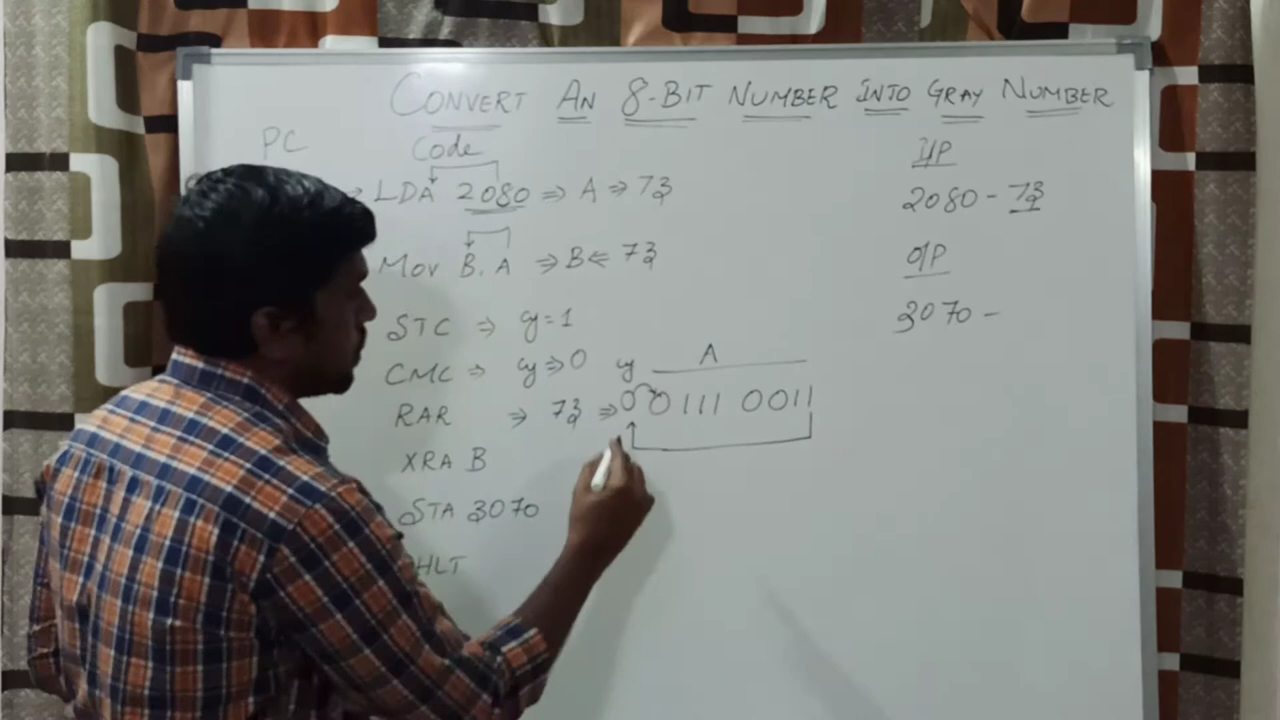 CONVERT AN 8-BIT NUMBER INTO GRAY NUMBER
PC Code I/P
⇒ LDA 2080 ⇒ A ⇒ 73 2080 - 73
MOV B, A ⇒ B ⇐ 73 O/P
STC ⇒ cy = 1 3070 -
CMC ⇒ cy ⇒ 0 cy A
RAR ⇒ 73 ⇒ 0 0111 0011
XRA B
STA 3070
HLT